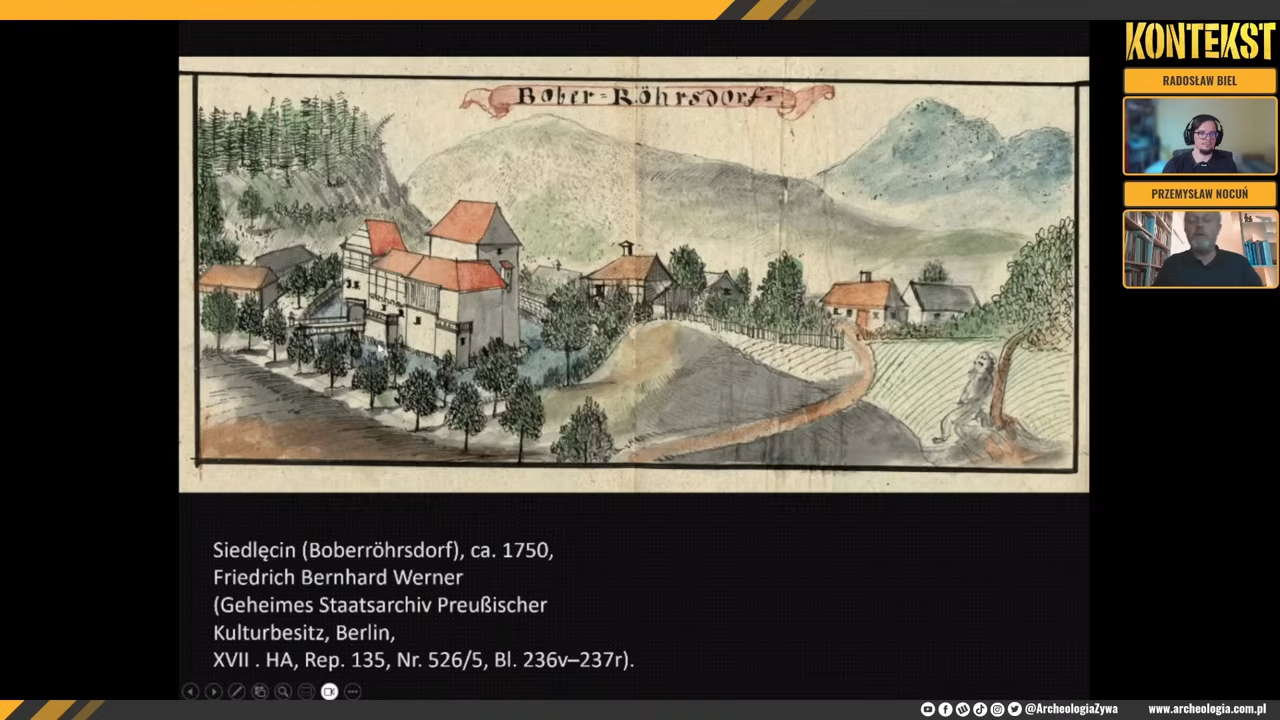 KONTEKST
RADOSŁAW BIEL
PRZEMYSŁAW NOCUŃ
Bober=Röhrsdorf=
Siedlęcin (Boberröhrsdorf), ca. 1750,
Friedrich Bernhard Werner
(Geheimes Staatsarchiv Preußischer
Kulturbesitz, Berlin,
XVII . HA, Rep. 135, Nr. 526/5, Bl. 236v–237r).
@ArcheologiaZywa www.archeologia.com.pl